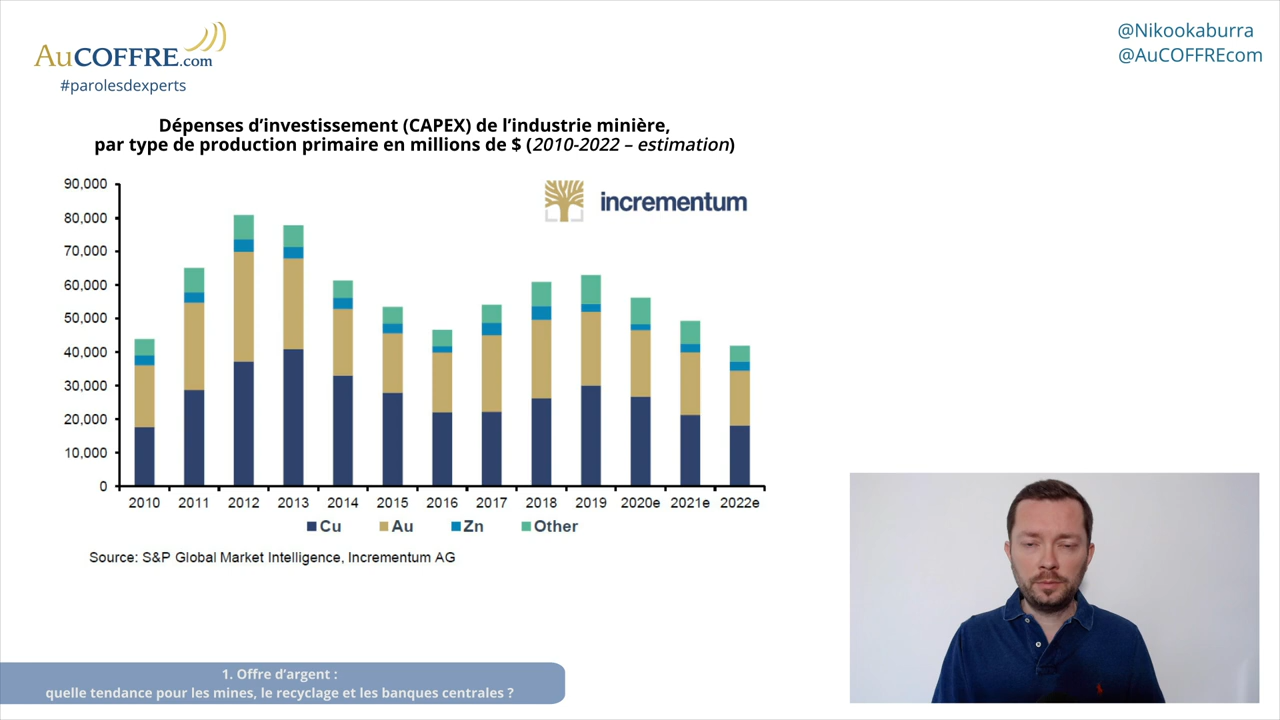 AuCOFFRE.com
#parolesdexperts
@Nikookaburra
@AuCOFFREcom
Dépenses d’investissement (CAPEX) de l’industrie minière,
par type de production primaire en millions de $ (2010-2022 – estimation)
incrementum
90,000
80,000
70,000
60,000
50,000
40,000
30,000
20,000
10,000
0
2010 2011 2012 2013 2014 2015 2016 2017 2018 2019 2020e 2021e 2022e
Cu Au Zn Other
Source: S&P Global Market Intelligence, Incrementum AG
1. Offre d’argent :
quelle tendance pour les mines, le recyclage et les banques centrales ?